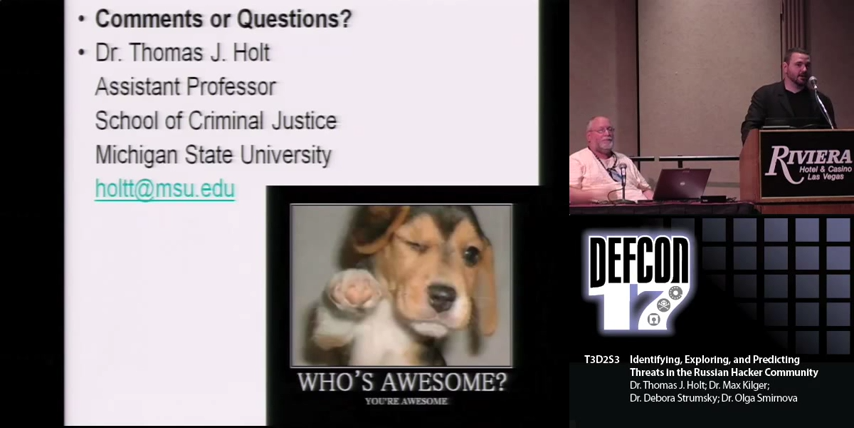 • Comments or Questions?
• Dr. Thomas J. Holt
Assistant Professor
School of Criminal Justice
Michigan State University
holtt@msu.edu
WHO'S AWESOME?
YOU'RE AWESOME
RIVIERA
Hotel & Casino
Las Vegas
DEFCON
17
T3D2S3 Identifying, Exploring, and Predicting
Threats in the Russian Hacker Community
Dr. Thomas J. Holt; Dr. Max Kilger;
Dr. Debora Strumsky; Dr. Olga Smirnova